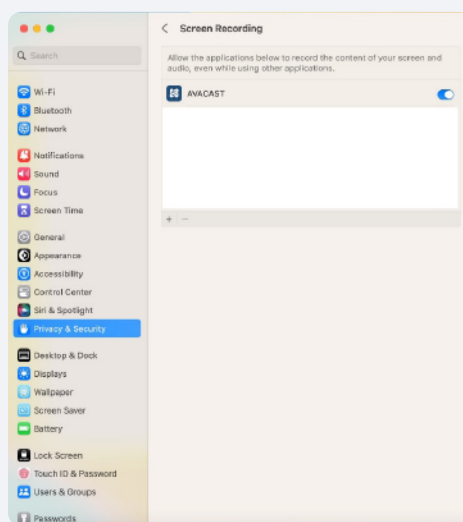 Search
Wi-Fi
Bluetooth
Network
Notifications
Sound
Focus
Screen Time
General
Appearance
Accessibility
Control Center
Siri & Spotlight
Privacy & Security
Desktop & Dock
Displays
Wallpaper
Screen Saver
Battery
Lock Screen
Touch ID & Password
Users & Groups
Passwords
Screen Recording
Allow the applications below to record the content of your screen and
audio, even while using other applications.
AVACAST